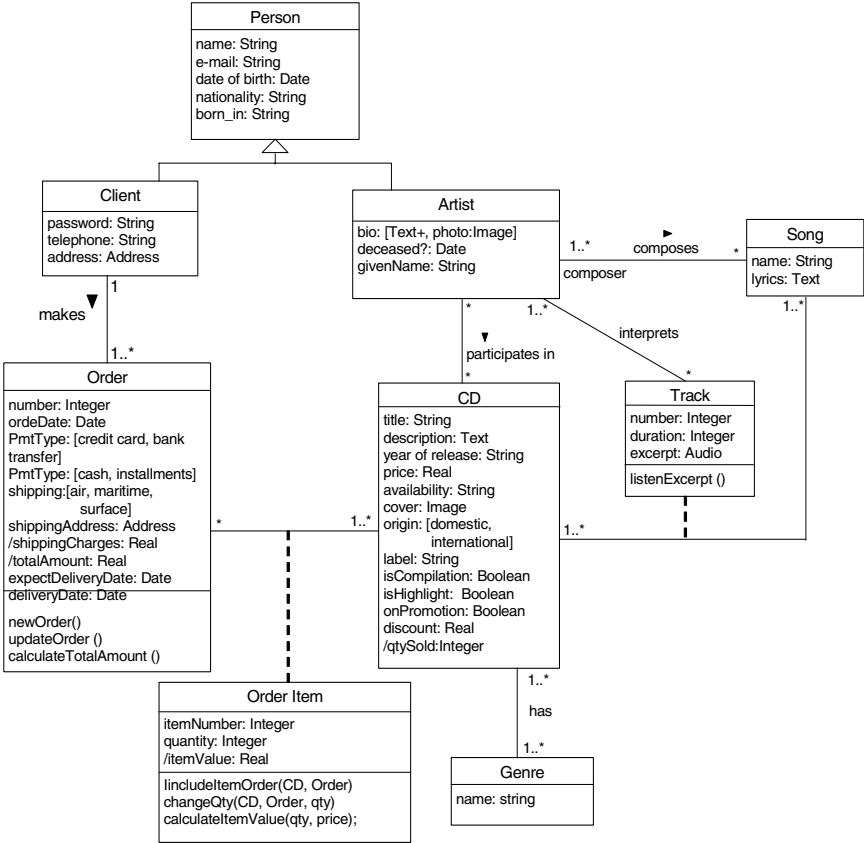 Person
name: String
e-mail: String
date of birth: Date
nationality: String
born_in: String
Client
password: String
telephone: String
address: Address
Artist
bio: [Text+, photo:Image]
deceased?: Date
givenName: String
1..*
composes
*
composer
Song
name: String
lyrics: Text
1
makes
1..*
*
participates in
*
1..*
interprets
*
1..*
Order
number: Integer
ordeDate: Date
PmtType: [credit card, bank
transfer]
PmtType: [cash, installments]
shipping:[air, maritime,
surface]
shippingAddress: Address
/shippingCharges: Real
/totalAmount: Real
expectDeliveryDate: Date
deliveryDate: Date
newOrder()
updateOrder ()
calculateTotalAmount ()
*
1..*
CD
title: String
description: Text
year of release: String
price: Real
availability: String
cover: Image
origin: [domestic,
international]
label: String
isCompilation: Boolean
isHighlight: Boolean
onPromotion: Boolean
discount: Real
/qtySold:Integer
1..*
Track
number: Integer
duration: Integer
excerpt: Audio
listenExcerpt ()
Order Item
itemNumber: Integer
quantity: Integer
/itemValue: Real
IincludeItemOrder(CD, Order)
changeQty(CD, Order, qty)
calculateItemValue(qty, price);
1..*
has
1..*
Genre
name: string